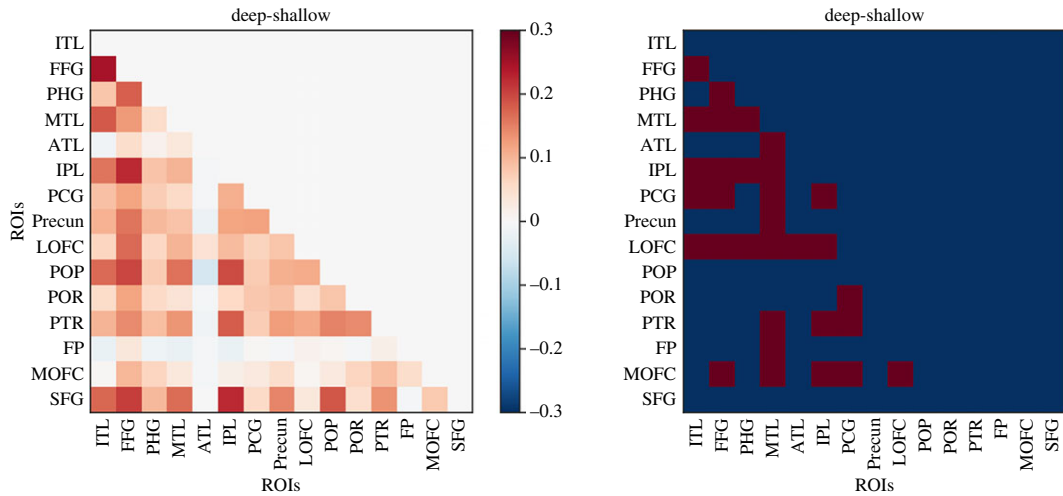 deep-shallow
ITL
FFG
PHG
MTL
ATL
IPL
PCG
Precun
LOFC
POP
POR
PTR
FP
MOFC
SFG
ROIs
ITL FFG PHG MTL ATL IPL PCG Precun LOFC POP POR PTR FP MOFC SFG
ROIs
0.3
0.2
0.1
0
–0.1
–0.2
–0.3
deep-shallow
ITL
FFG
PHG
MTL
ATL
IPL
PCG
Precun
LOFC
POP
POR
PTR
FP
MOFC
SFG
ROIs
ITL FFG PHG MTL ATL IPL PCG Precun LOFC POP POR PTR FP MOFC SFG
ROIs